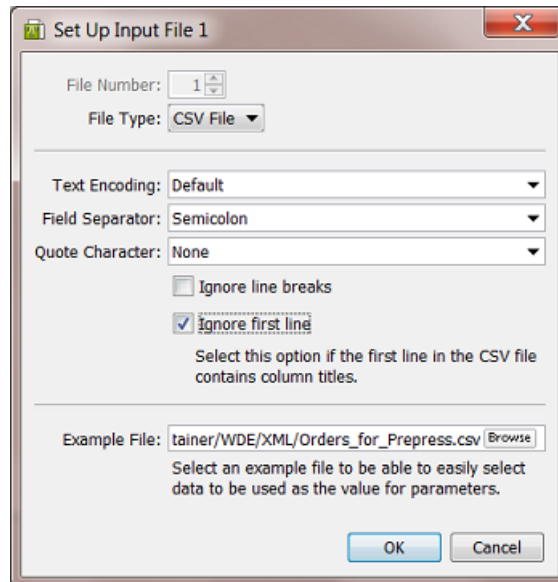 Set Up Input File 1
File Number: 1
File Type: CSV File
Text Encoding: Default
Field Separator: Semicolon
Quote Character: None
Ignore line breaks
Ignore first line
Select this option if the first line in the CSV file
contains column titles.
Example File: tainer/WDE/XML/Orders_for_Prepress.csv Browse
Select an example file to be able to easily select
data to be used as the value for parameters.
OK Cancel